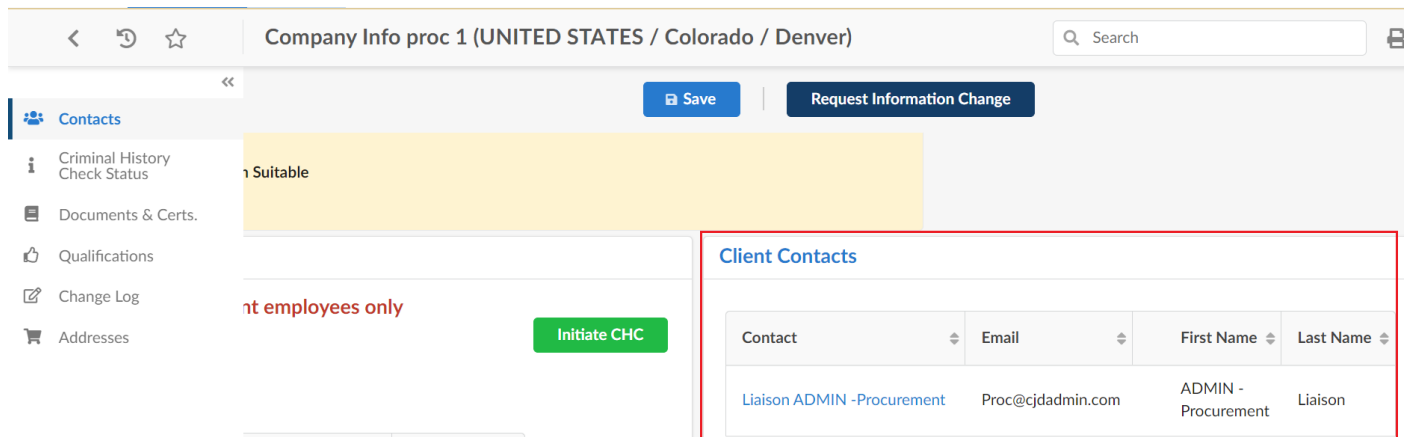 Company Info proc 1 (UNITED STATES / Colorado / Denver)
Search
Save
Request Information Change
Contacts
Criminal History
Check Status
Documents & Certs.
Qualifications
Change Log
Addresses
Suitable
employees only
Initiate CHC
Client Contacts
Contact
Email
First Name
Last Name
Liaison ADMIN -Procurement
Proc@cjdadmin.com
ADMIN -
Procurement
Liaison